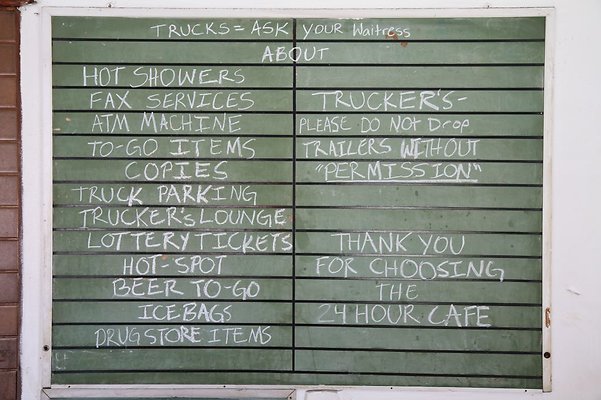 TRUCKS = ASK YOUR Waitress
ABOUT
HOT SHOWERS
FAX SERVICES
ATM MACHINE
TO-GO ITEMS
COPIES
TRUCK PARKING
TRUCKER'S LOUNGE
LOTTERY TICKETS
HOT-SPOT
BEER TO-GO
ICE BAGS
DRUGSTORE ITEMS
TRUCKER'S-
PLEASE DO NOT DROP
TRAILERS WITHOUT
"PERMISSION"
THANK YOU
FOR CHOOSING
THE
24 HOUR CAFE